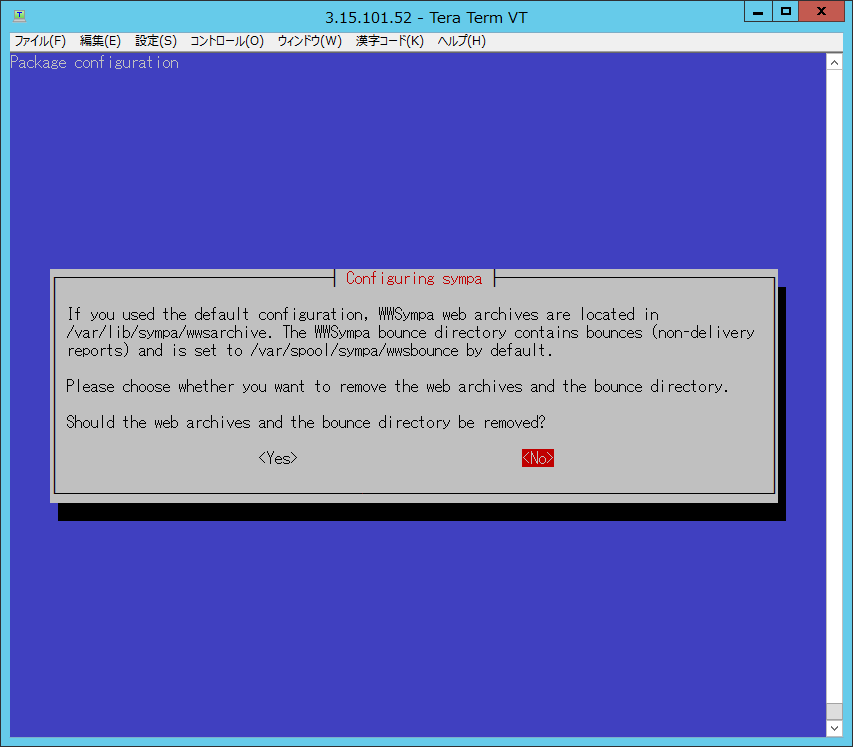 3.15.101.52 - Tera Term VT
ファイル(F) 編集(E) 設定(S) コントロール(O) ウィンドウ(W) 漢字コード(K) ヘルプ(H)
Package configuration
Configuring sympa
If you used the default configuration, WWSympa web archives are located in
/var/lib/sympa/wwsarchive. The WWSympa bounce directory contains bounces (non-delivery
reports) and is set to /var/spool/sympa/wwsbounce by default.
Please choose whether you want to remove the web archives and the bounce directory.
Should the web archives and the bounce directory be removed?
<Yes> <No>